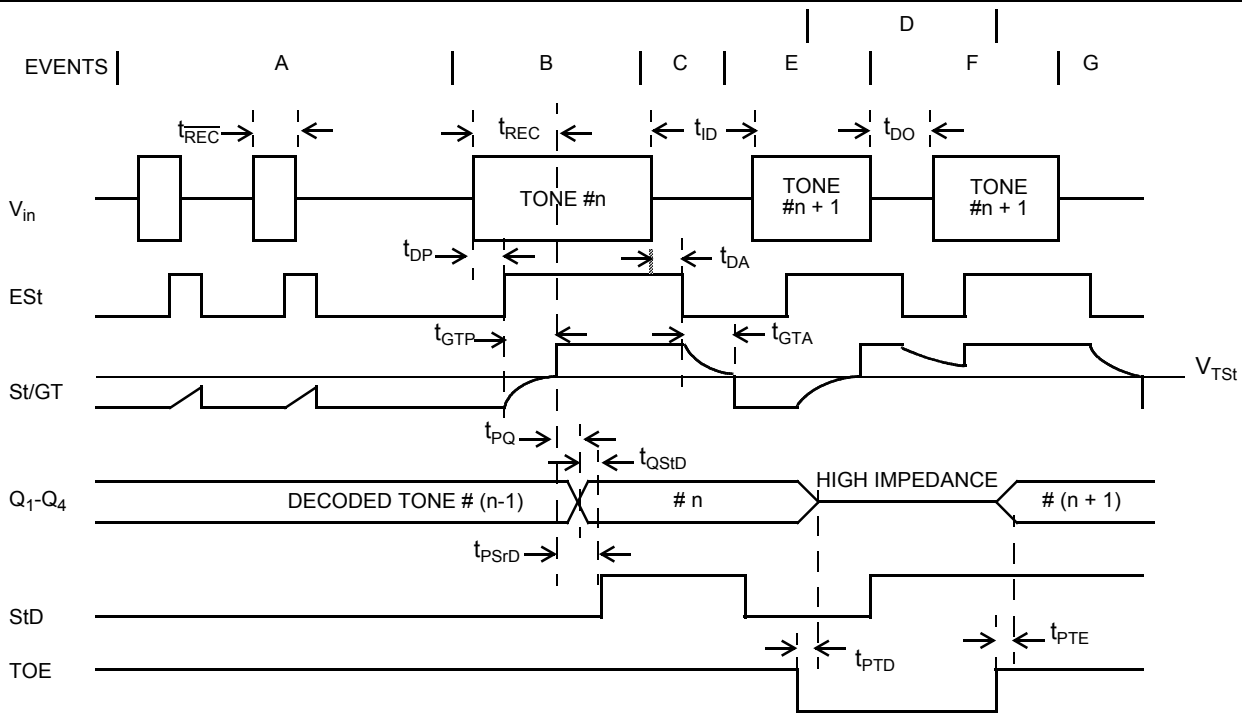 D
EVENTS A B C E F G
tREC tREC tID tDO
Vin TONE #n TONE #n + 1 TONE #n + 1
tDP tDA
ESt
tGTP tGTA
VTSt
St/GT
tPQ
tQStD
HIGH IMPEDANCE
Q1-Q4 DECODED TONE # (n-1) # n # (n + 1)
tPSrD
StD
tPTD tPTE
TOE